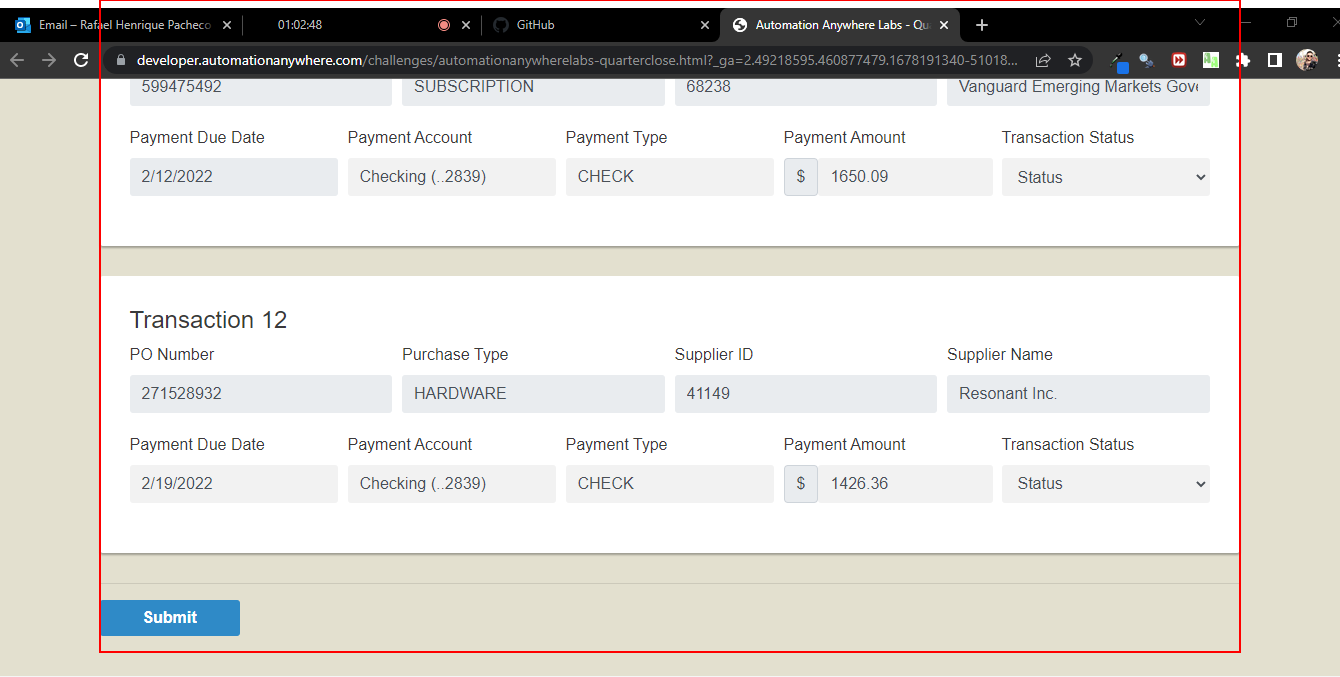 Email – Rafael Henrique Pacheco
01:02:48
GitHub
Automation Anywhere Labs - Qu
developer.automationanywhere.com/challenges/automationanywherelabs-quarterclose.html?_ga=2.49218595.460877479.1678191340-51018...
599475492 SUBSCRIPTION 68238 Vanguard Emerging Markets Gove
Payment Due Date Payment Account Payment Type Payment Amount Transaction Status
2/12/2022 Checking (..2839) CHECK $ 1650.09 Status
Transaction 12
PO Number Purchase Type Supplier ID Supplier Name
271528932 HARDWARE 41149 Resonant Inc.
Payment Due Date Payment Account Payment Type Payment Amount Transaction Status
2/19/2022 Checking (..2839) CHECK $ 1426.36 Status
Submit